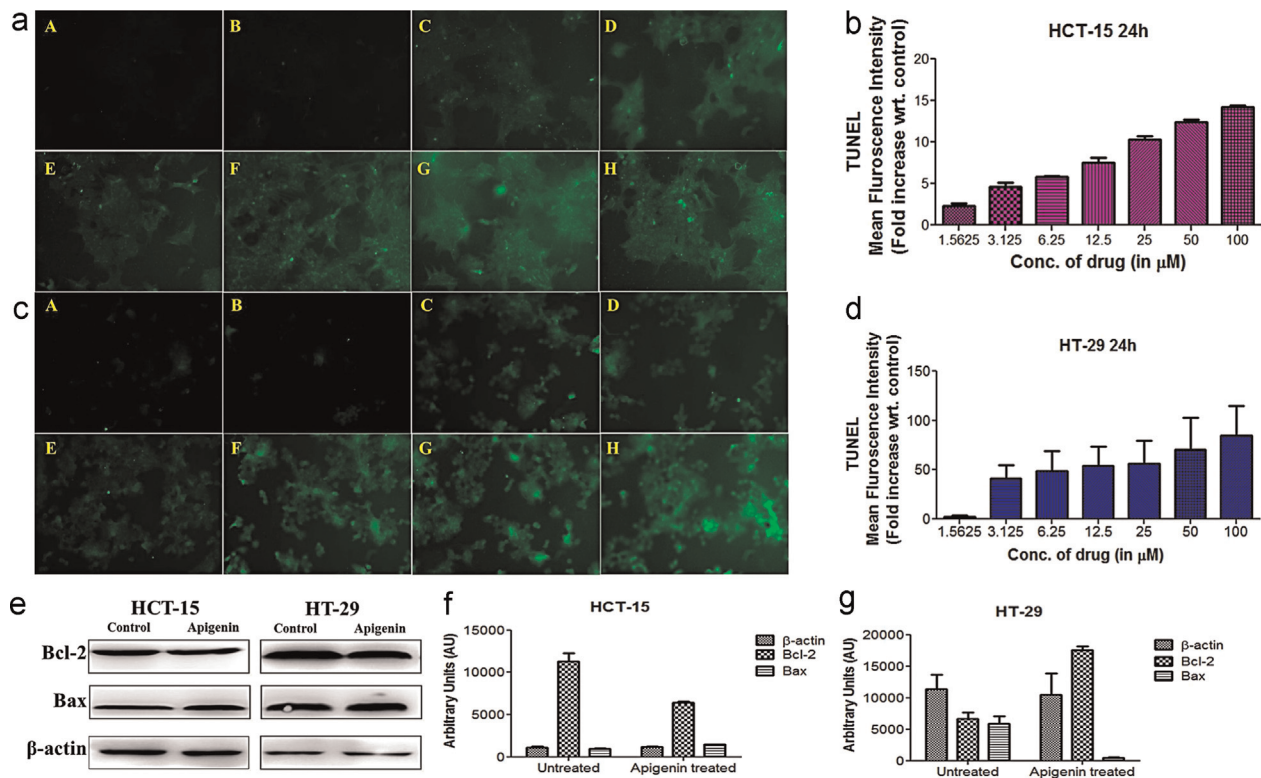 a
A
B
C
D
E
F
G
H
b
HCT-15 24h
TUNEL
Mean Fluroscence Intensity
(Fold increase wrt. control)
20
15
10
5
0
1.5625 3.125 6.25 12.5 25 50 100
Conc. of drug (in μM)
c
A
B
C
D
E
F
G
H
d
HT-29 24h
TUNEL
Mean Fluroscence Intensity
(Fold increase wrt. control)
150
100
50
0
1.5625 3.125 6.25 12.5 25 50 100
Conc. of drug (in μM)
e
HCT-15 HT-29
Control Apigenin Control Apigenin
Bcl-2
Bax
β-actin
f
HCT-15
Arbitrary Units (AU)
15000
10000
5000
0
Untreated Apigenin treated
β-actin
Bcl-2
Bax
g
HT-29
Arbitrary Units (AU)
20000
15000
10000
5000
0
Untreated Apigenin treated
β-actin
Bcl-2
Bax